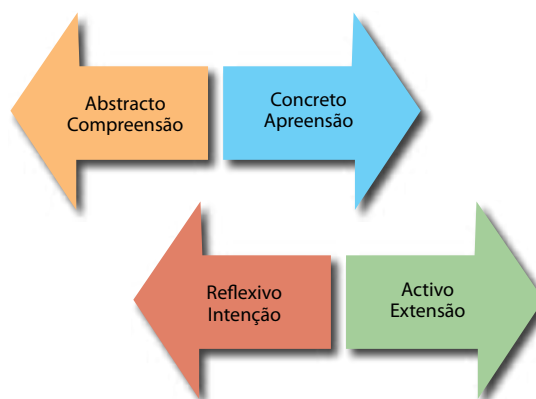 Abstracto
Compreensão
Concreto
Apreensão
Reflexivo
Intenção
Activo
Extensão